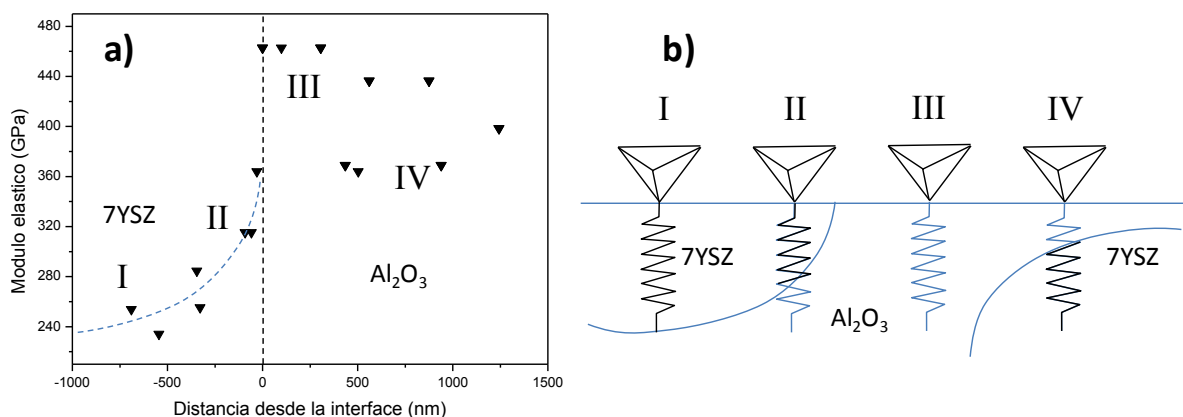 a)
Modulo elastico (GPa)
480
440
400
360
320
280
240
7YSZ
I
II
III
IV
Al2O3
-1000
-500
0
500
1000
1500
Distancia desde la interface (nm)
b)
I
II
III
IV
7YSZ
7YSZ
Al2O3